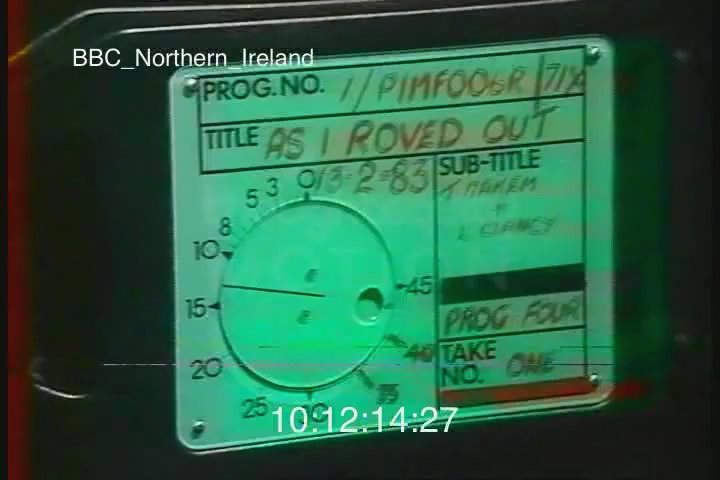 BBC_Northern_Ireland
PROG.NO. 1/PIMF006R/71X
TITLE AS I ROVED OUT
13-2-83
SUB-TITLE
T MAKEM
+
L CLANCY
0
3
5
8
10
15
20
25
30
35
40
45
PROG FOUR
TAKE NO. ONE
10:12:14:27